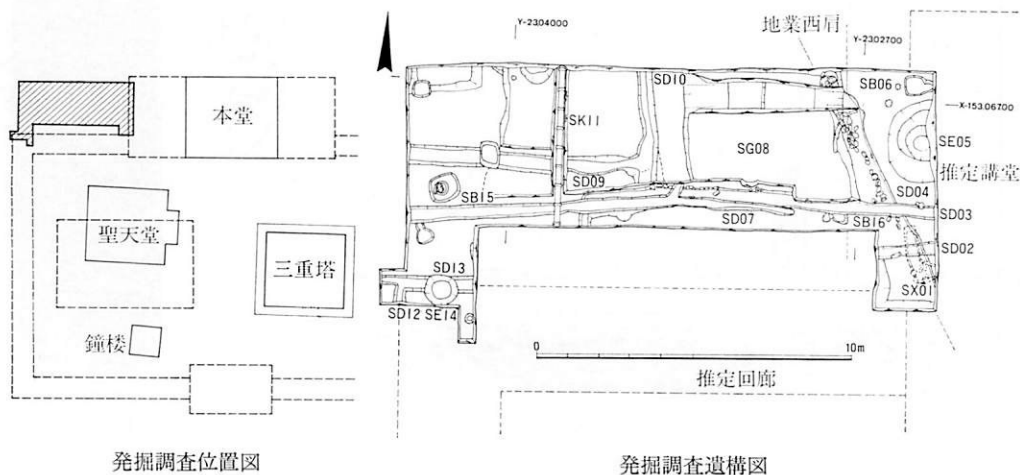 本堂
聖天堂
三重塔
鐘楼
発掘調査位置図
Y-2304000
地業西肩
Y-2302700
SD10
SB06
X-153.06700
SK11
SG08
SE05
推定講堂
SD09
SD04
SB15
SD07
SB16
SD03
SD02
SD13
SX01
SD12
SE14
0
10m
推定回廊
発掘調査遺構図